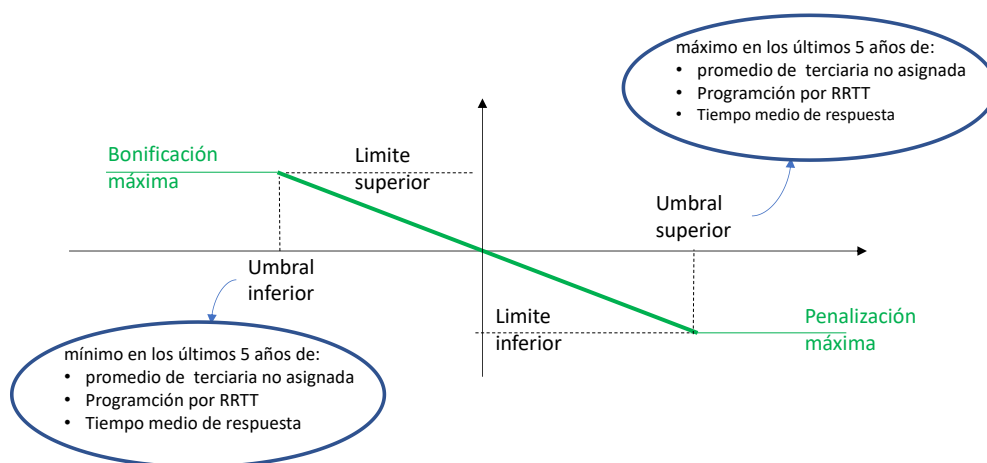 máximo en los últimos 5 años de:
• promedio de terciaria no asignada
• Programción por RRTT
• Tiempo medio de respuesta
Bonificación
máxima
Limite
superior
Umbral
superior
Umbral
inferior
Limite
inferior
Penalización
máxima
mínimo en los últimos 5 años de:
• promedio de terciaria no asignada
• Programción por RRTT
• Tiempo medio de respuesta